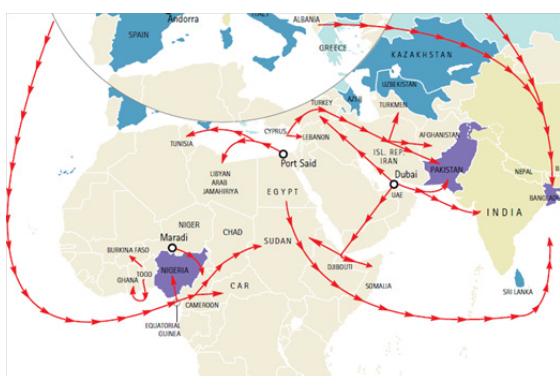 Andorra
ITALY
SPAIN
ALBANIA
GREECE
KAZAKHSTAN
UZBEKISTAN
AZER
TURKMEN
TURKEY
CYPRUS
LEBANON
AFGHANISTAN
TUNISIA
Port Said
ISL. REP.
IRAN
LIBYAN
ARAB
JAMAHIRIYA
PAKISTAN
NEPAL
Dubai
UAE
EGYPT
BANGLA
INDIA
NIGER
Maradi
CHAD
SUDAN
BURKINA FASO
NIGERIA
DJIBOUTI
TOGO
GHANA
SOMALIA
SRI LANKA
CAR
CAMEROON
EQUATORIAL
GUINEA